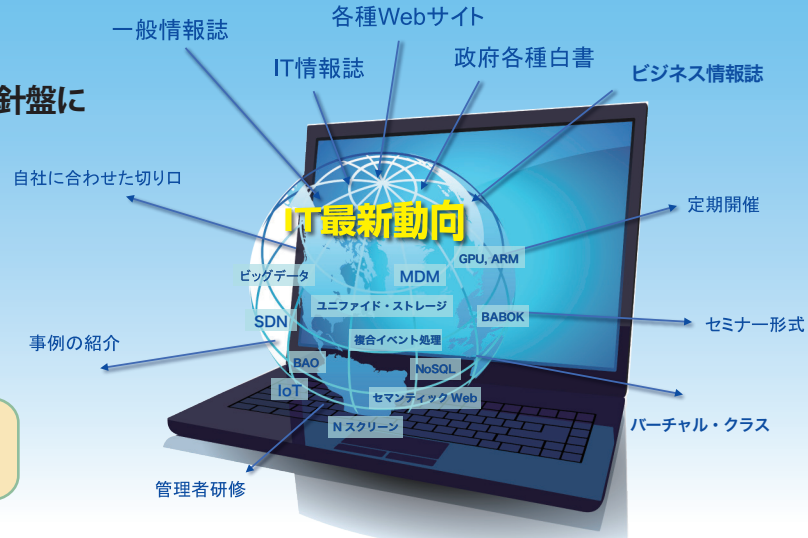 各種Webサイト
一般情報誌
政府各種白書
IT情報誌
ビジネス情報誌
針盤に
自社に合わせた切り口
定期開催
IT最新動向
GPU, ARM
ビッグデータ
MDM
ユニファイド・ストレージ
BABOK
SDN
セミナー形式
事例の紹介
複合イベント処理
BAO
NoSQL
IoT
セマンティック Web
バーチャル・クラス
N スクリーン
管理者研修